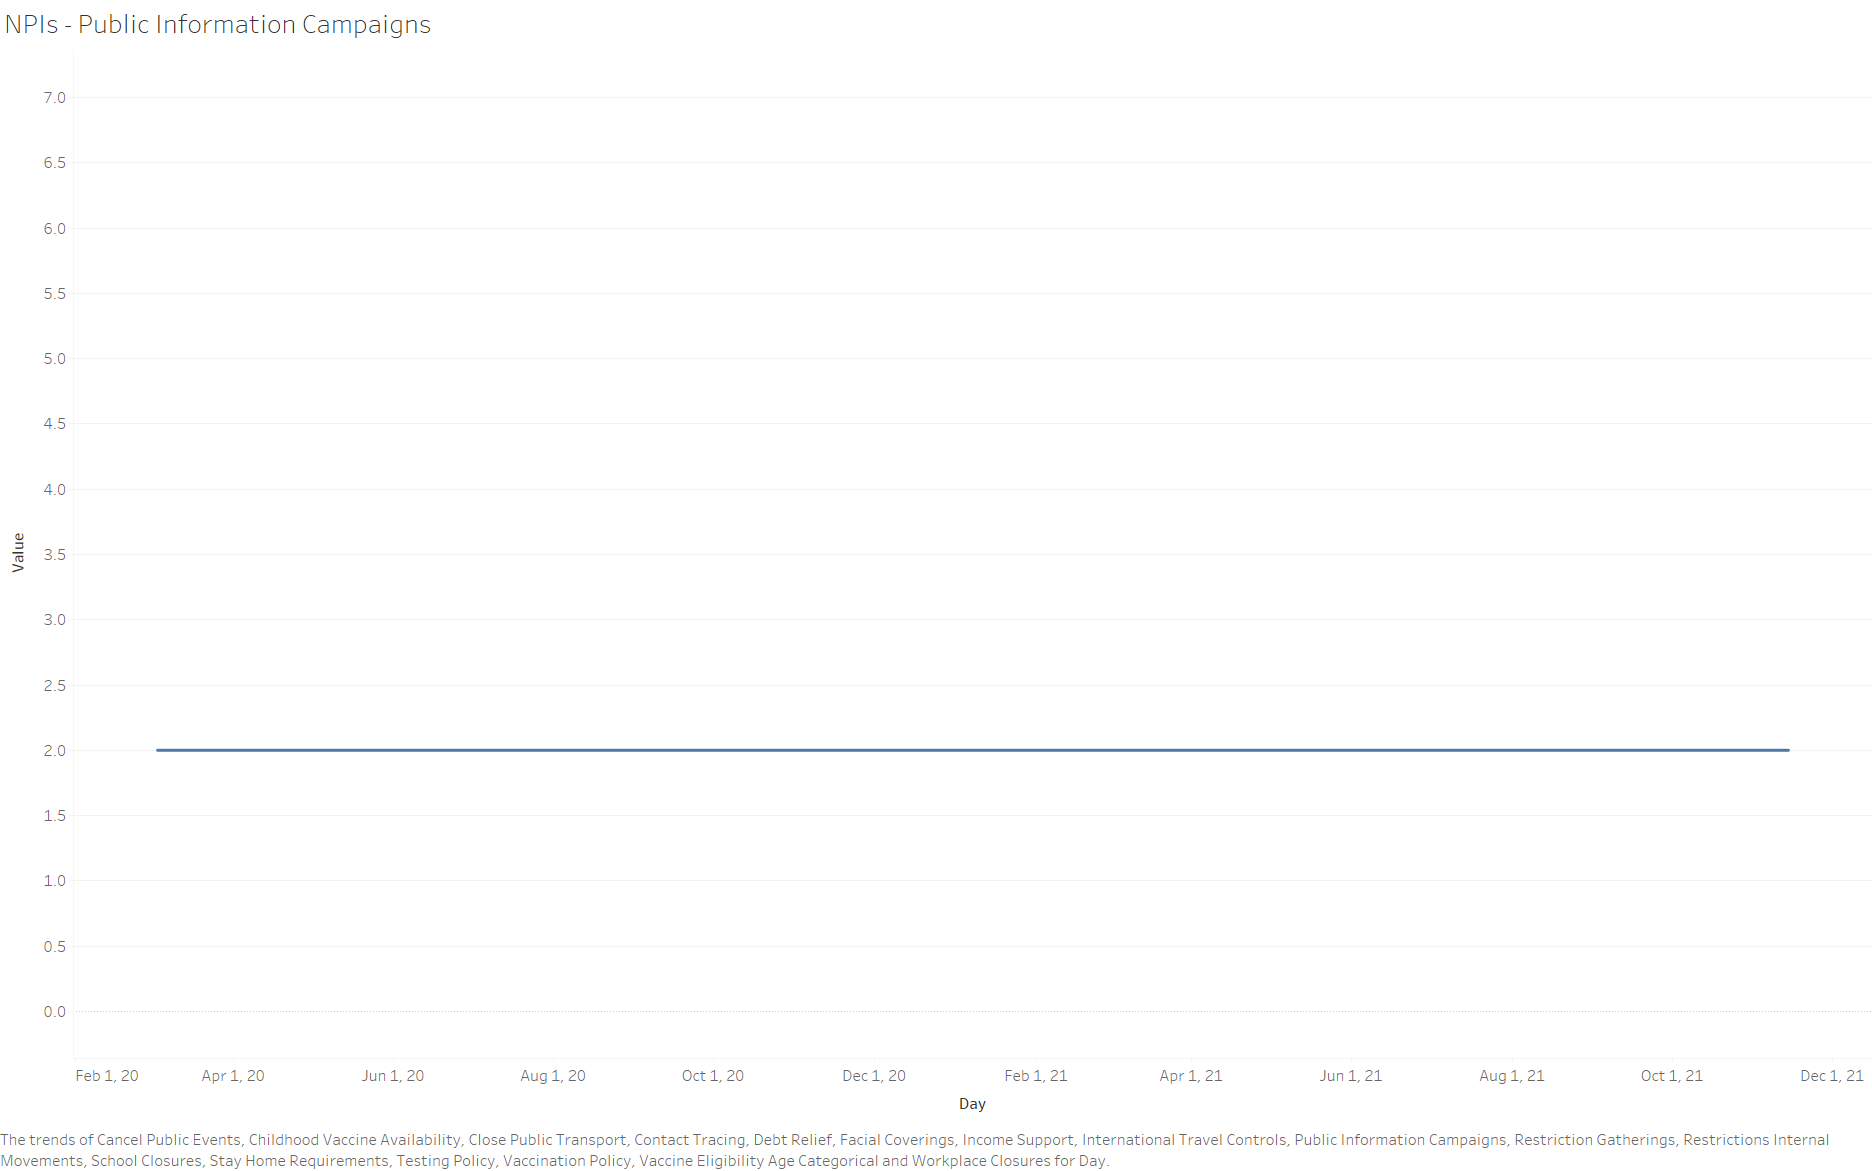 NPIs - Public Information Campaigns
7.0
6.5
6.0
5.5
5.0
4.5
4.0
3.5
3.0
2.5
2.0
1.5
1.0
0.5
0.0
Value
Feb 1, 20 Apr 1, 20 Jun 1, 20 Aug 1, 20 Oct 1, 20 Dec 1, 20 Feb 1, 21 Apr 1, 21 Jun 1, 21 Aug 1, 21 Oct 1, 21 Dec 1, 21
Day
The trends of Cancel Public Events, Childhood Vaccine Availability, Close Public Transport, Contact Tracing, Debt Relief, Facial Coverings, Income Support, International Travel Controls, Public Information Campaigns, Restriction Gatherings, Restrictions Internal
Movements, School Closures, Stay Home Requirements, Testing Policy, Vaccination Policy, Vaccine Eligibility Age Categorical and Workplace Closures for Day.